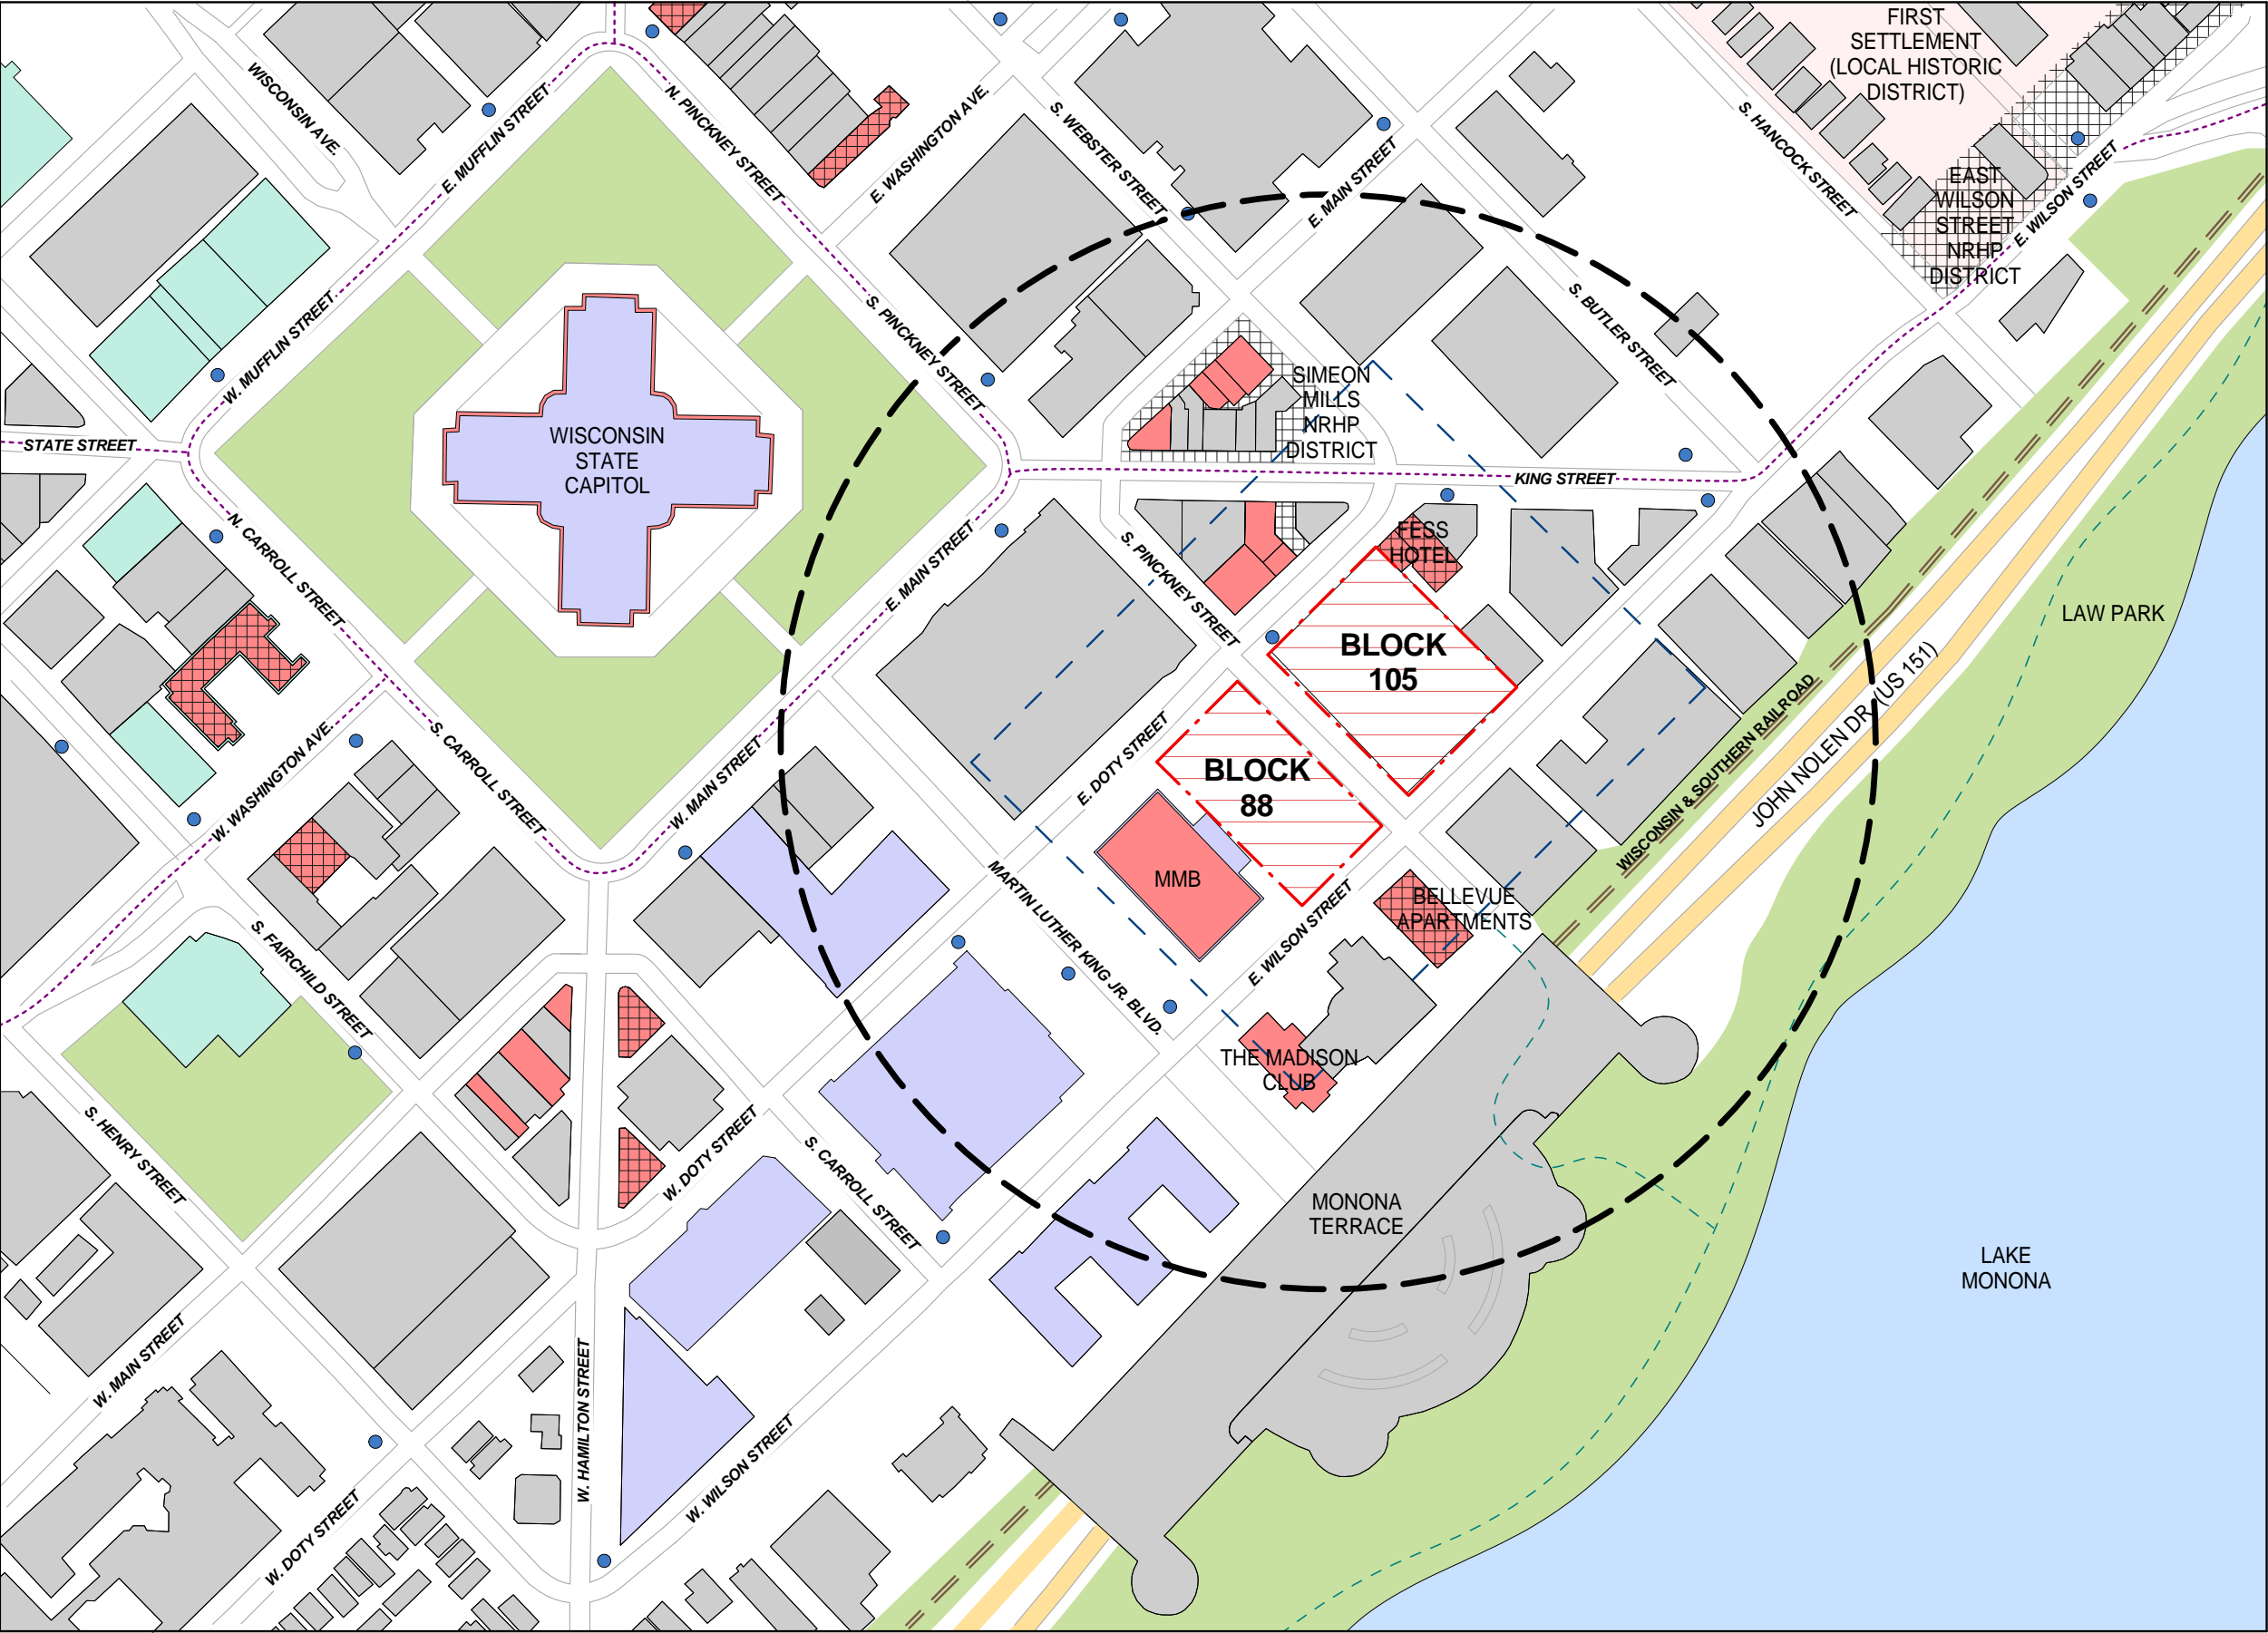 FIRST
SETTLEMENT
(LOCAL HISTORIC
DISTRICT)
WISCONSIN AVE.
E. MUFFLIN STREET
N. PINCKNEY STREET
E. WASHINGTON AVE.
S. WEBSTER STREET
E. MAIN STREET
S. HANCOCK STREET
EAST
WILSON
STREET
NRHP
DISTRICT
E. WILSON STREET
W. MUFFLIN STREET
S. PINCKNEY STREET
S. BUTLER STREET
SIMEON
MILLS
NRHP
DISTRICT
STATE STREET
WISCONSIN
STATE
CAPITOL
KING STREET
N. CARROLL STREET
E. MAIN STREET
S. PINCKNEY STREET
FESS
HOTEL
LAW PARK
BLOCK
105
W. WASHINGTON AVE.
S. CARROLL STREET
W. MAIN STREET
E. DOTY STREET
BLOCK
88
JOHN NOLEN DR. (US 151)
WISCONSIN & SOUTHERN RAILROAD
MMB
MARTIN LUTHER KING JR. BLVD.
E. WILSON STREET
BELLEVUE
APARTMENTS
S. FAIRCHILD STREET
THE MADISON
CLUB
S. HENRY STREET
W. DOTY STREET
S. CARROLL STREET
MONONA
TERRACE
LAKE
MONONA
W. MAIN STREET
W. HAMILTON STREET
W. WILSON STREET
W. DOTY STREET